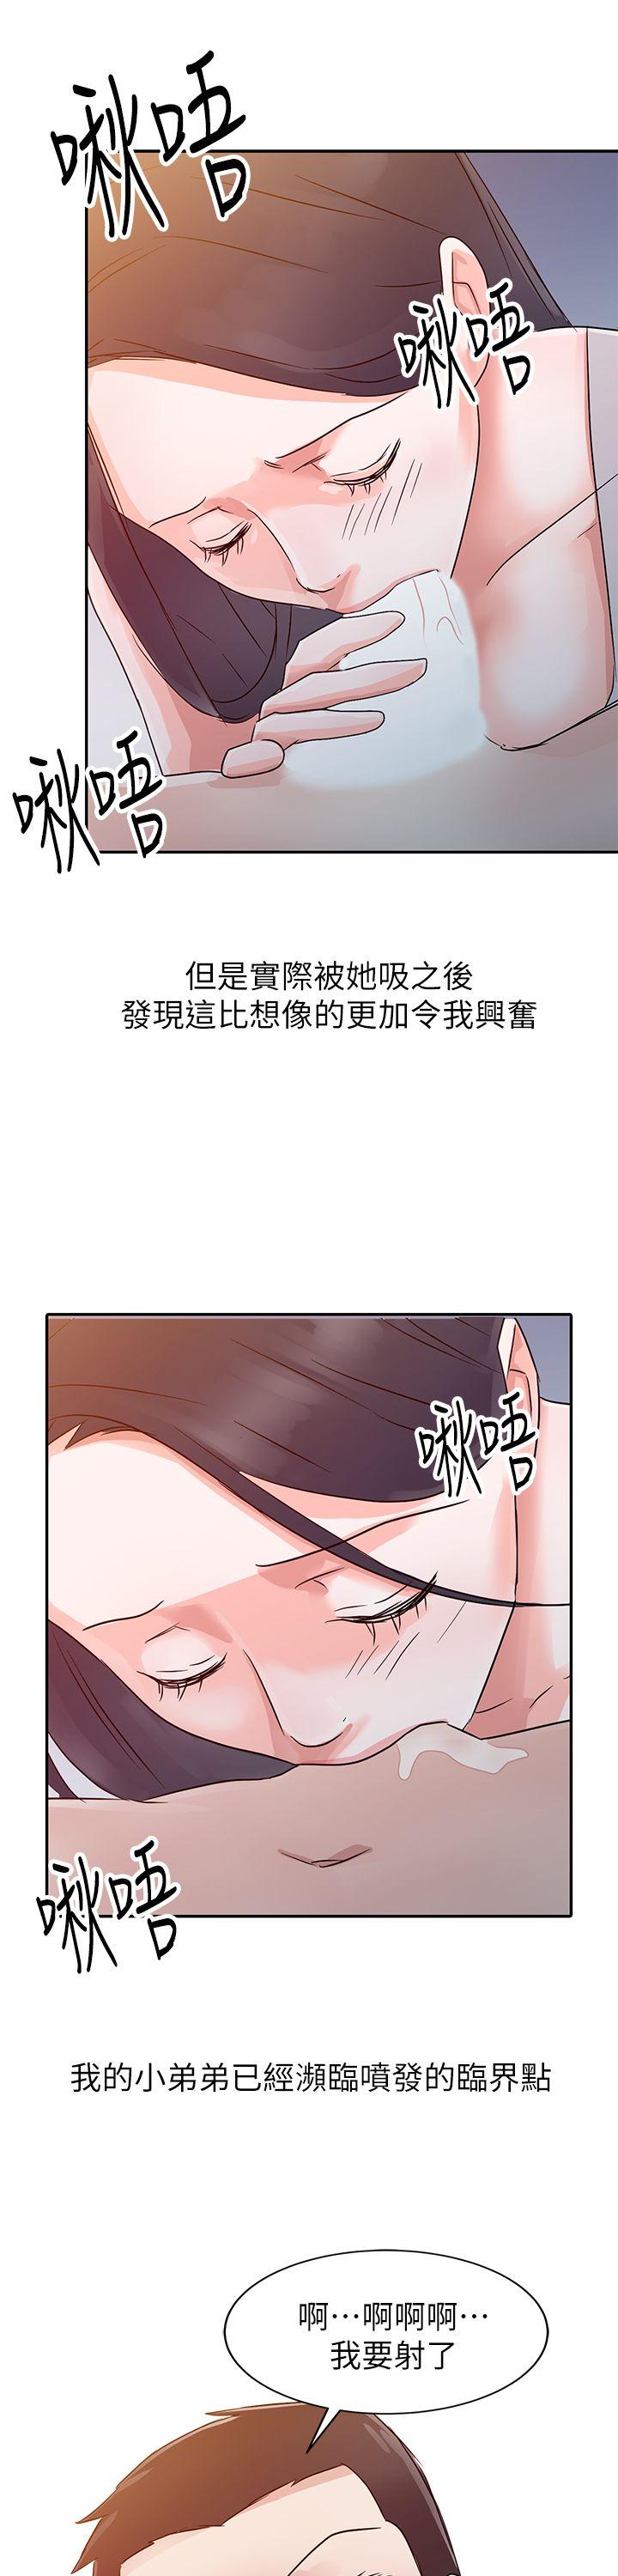 啾唔
啾唔
啾唔
但是實際被她吸之後
發現這比想像的更加令我興奮
啾唔
啾唔
我的小弟弟已經瀕臨噴發的臨界點
啊⋯啊啊啊⋯
我要射了